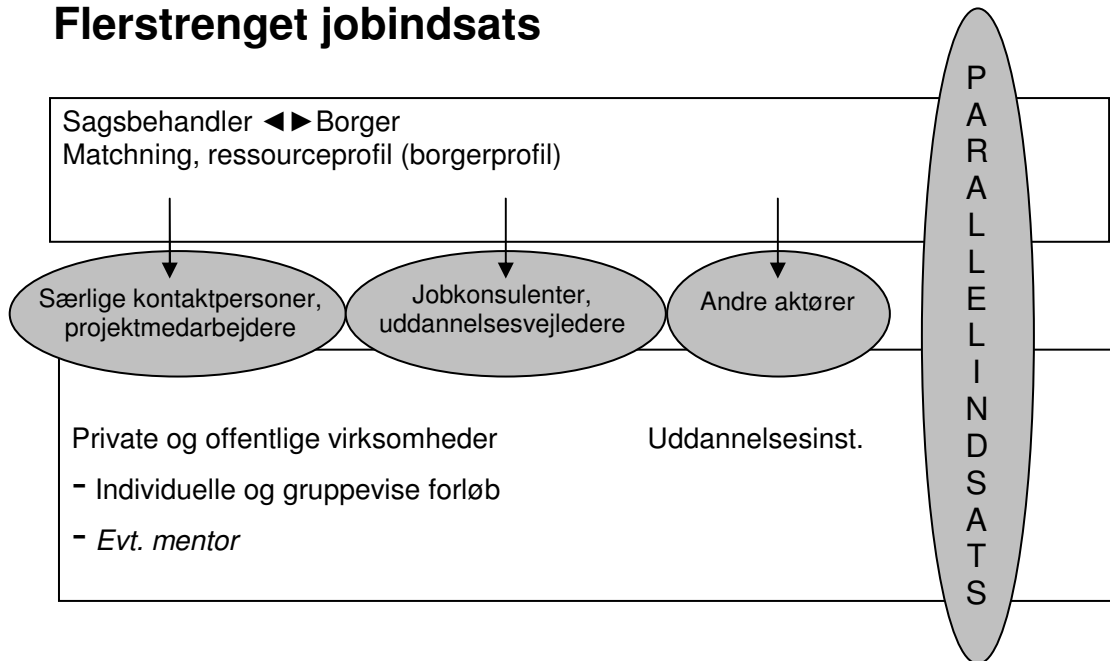 Flerstrenget jobindsats
Sagsbehandler ◄►Borger
Matchning, ressourceprofil (borgerprofil)
Særlige kontaktpersoner,
projektmedarbejdere
Jobkonsulenter,
uddannelsesvejledere
Andre aktører
Private og offentlige virksomheder
Uddannelsesinst.
- Individuelle og gruppevise forløb
- Evt. mentor
P
A
R
A
L
L
E
L
I
N
D
S
A
T
S